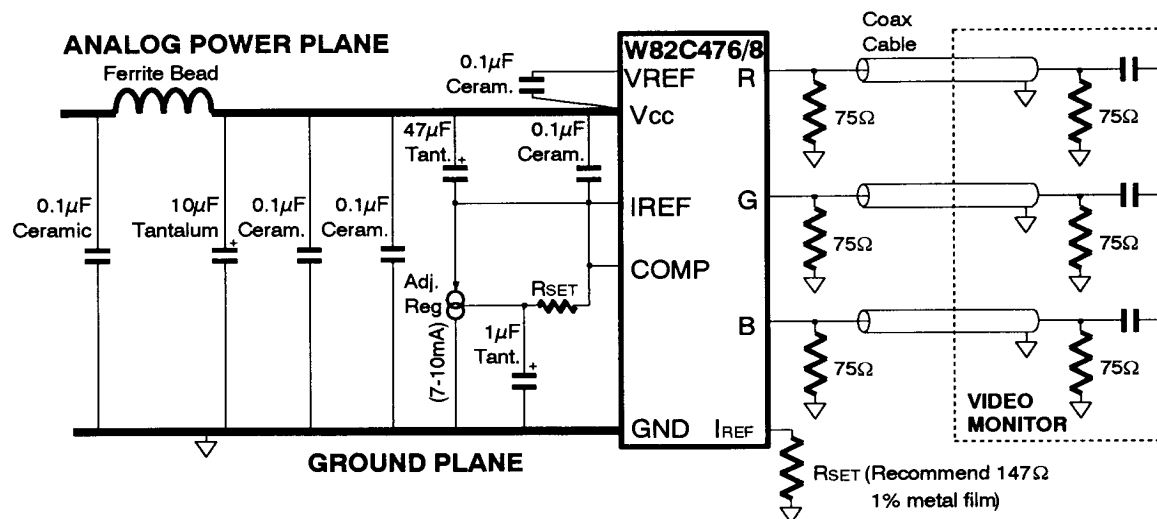 ANALOG POWER PLANE
Ferrite Bead
0.1µF
Ceramic
10µF
Tantalum
+
0.1µF
Ceram.
0.1µF
Ceram.
0.1µF
Ceram.
47µF
Tant.
+
0.1µF
Ceram.
Adj.
Reg
(7-10mA)
RSET
1µF
Tant.
+
GROUND PLANE
W82C476/8
VREF
Vcc
IREF
COMP
GND
R
G
B
IREF
Coax
Cable
75Ω
75Ω
75Ω
75Ω
75Ω
75Ω
VIDEO
MONITOR
RSET (Recommend 147Ω
1% metal film)